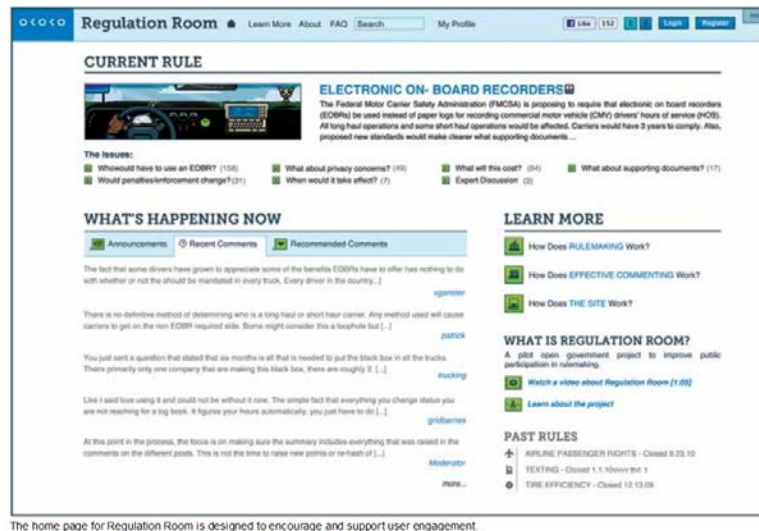 Regulation Room Learn More About FAQ Search My Profile Like 152 Login Register
CURRENT RULE
ELECTRONIC ON- BOARD RECORDERS
The Federal Motor Carrier Safety Administration (FMCSA) is proposing to require that electronic on board recorders
(EOBRs) be used instead of paper logs for recording commercial motor vehicle (CMV) drivers' hours of service (HOS).
All long haul operations and some short haul operations would be affected. Carriers would have 3 years to comply. Also,
proposed new standards would make clearer what supporting documents ...
The Issues:
Whowould have to use an EOBR? (158) What about privacy concerns? (49) What will this cost? (84) What about supporting documents? (17)
Would penalties/enforcement change?(31) When would it take effect? (7) Expert Discussion (2)
WHAT'S HAPPENING NOW
Announcements Recent Comments Recommended Comments
The fact that some divers have grown to appreciate some of the benefits EOBRs have to offer has nothing to do
with whether or not the should be mandated in every truck. Every driver in the country...]
vganster
There is no definitive method of determining who is a long haul or short haur carrier. Any method used will cause
carriers to get on the non EOBR required side. Some might consider this a loophole but [...]
patrick
You just sent a question that stated that six months is all that is needed to put the black box in all the trucks.
Theirs primarily only one company that are making this black box, there are roughly 2 [...]
trucking
Like I said love using it and could not be without it now. The simple fact that everything you change status you
are not reaching for a log book. It figures your hours automatically, you just have to do [...]
gridbarnes
At this point in the process, the focus is on making sure the summary includes everything that was raised in the
comments on the different posts. This is not the time to raise new points or re-hash of [...]
Moderator
more...
LEARN MORE
How Does RULEMAKING Work?
How Does EFFECTIVE COMMENTING Work?
How Does THE SITE Work?
WHAT IS REGULATION ROOM?
A pilot open government project to improve public
participation in rulemaking.
Watch a video about Regulation Room [1:05]
Learn about the project
PAST RULES
AIRLINE PASSENGER RIGHTS - Closed 9.23.10
TEXTING - Closed 1.1.10
TIRE EFFICIENCY - Closed 12.13.09
The home page for Regulation Room is designed to encourage and support user engagement.